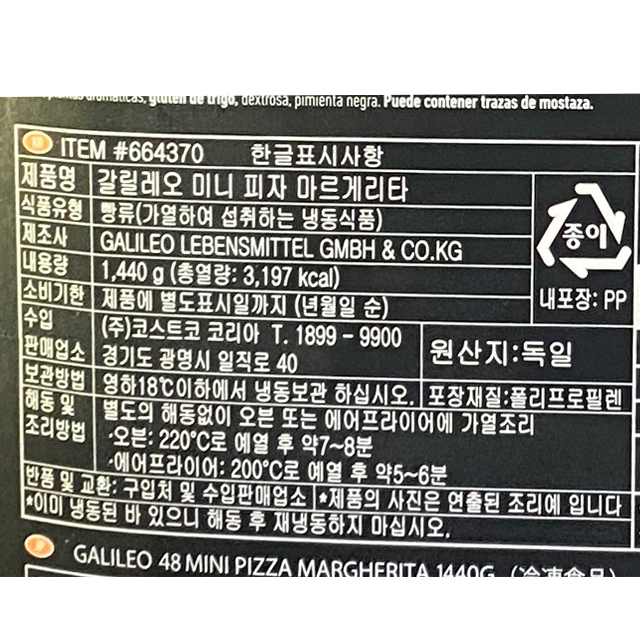 gluten de trigo, dextrosa, pimienta negra. Puede contener trazas de mostaza.
ITEM #664370 한글표시사항
제품명 갈릴레오 미니 피자 마르게리타
식품유형 빵류(가열하여 섭취하는 냉동식품)
제조사 GALILEO LEBENSMITTEL GMBH & CO.KG
종이
내용량 1,440 g (총열량: 3,197 kcal)
내포장: PP
소비기한 제품에 별도표시일까지 (년월일 순)
수입판매업소 (주)코스트코 코리아 T. 1899 - 9900
경기도 광명시 일직로 40
원산지:독일
보관방법 영하18℃이하에서 냉동보관 하십시오. 포장재질:폴리프로필렌
해동 및 조리방법 별도의 해동없이 오븐 또는 에어프라이어에 가열조리
·오븐: 220℃로 예열 후 약7~8분
·에어프라이어: 200℃로 예열 후 약5~6분
반품 및 교환: 구입처 및 수입판매업소 *제품의 사진은 연출된 조리예 입니다
*이미 냉동된 바 있으니 해동 후 재냉동하지 마십시오.
GALILEO 48 MINI PIZZA MARGHERITA 1440G (冷凍食品)